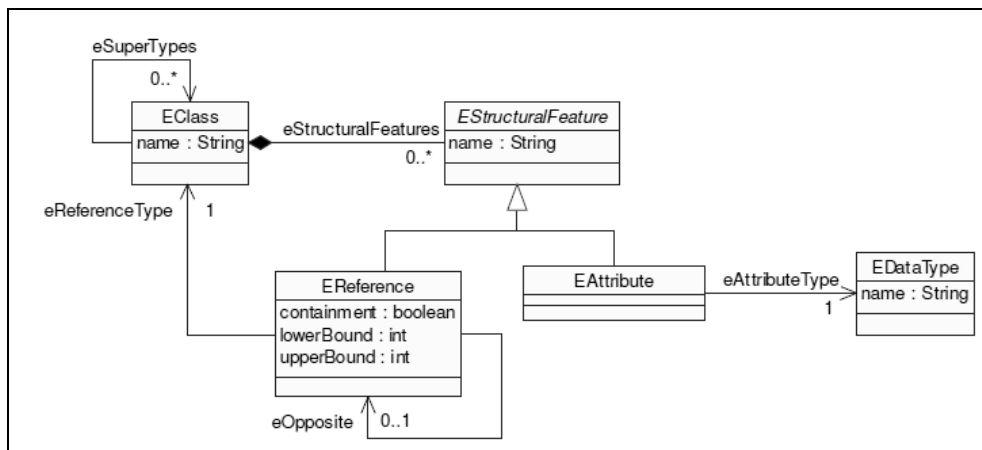 eSuperTypes
0..*
EClass
name : String
eStructuralFeatures
0..*
EStructuralFeature
name : String
eReferenceType
1
EReference
containment : boolean
lowerBound : int
upperBound : int
eOpposite
0..1
EAttribute
eAttributeType
1
EDataType
name : String